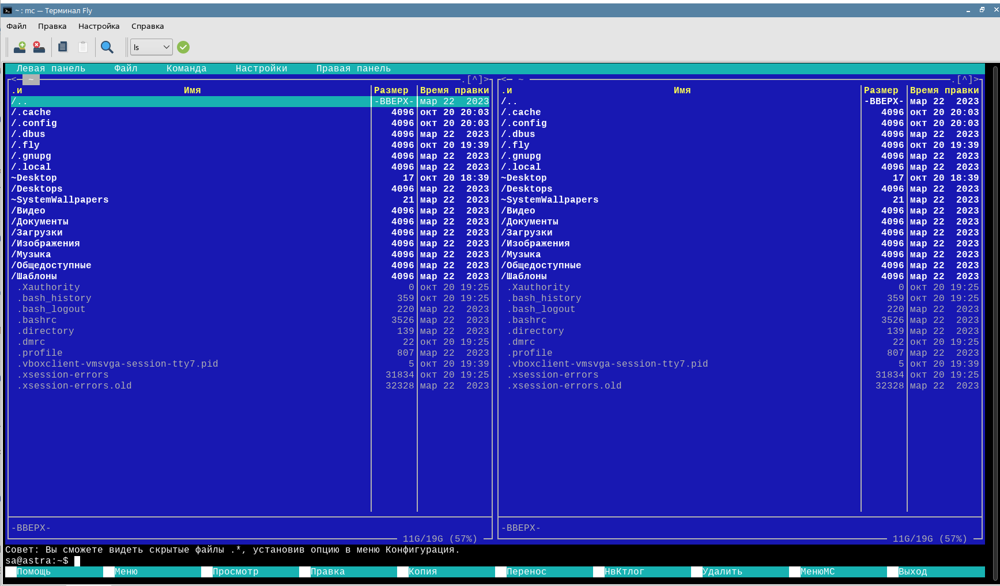 ~ : mc — Терминал Fly
Файл Правка Настройка Справка
ls
Левая панель Файл Команда Настройки Правая панель
<─ ~ .[^]> <─ ~ .[^]>
.и Имя Размер Время правки .и Имя Размер Время правки
/.. -ВВЕРХ- мар 22 2023 /.. -ВВЕРХ- мар 22 2023
/.cache 4096 окт 20 20:03 /.cache 4096 окт 20 20:03
/.config 4096 окт 20 20:03 /.config 4096 окт 20 20:03
/.dbus 4096 мар 22 2023 /.dbus 4096 мар 22 2023
/.fly 4096 окт 20 19:39 /.fly 4096 окт 20 19:39
/.gnupg 4096 мар 22 2023 /.gnupg 4096 мар 22 2023
/.local 4096 мар 22 2023 /.local 4096 мар 22 2023
~Desktop 17 окт 20 18:39 ~Desktop 17 окт 20 18:39
/Desktops 4096 мар 22 2023 /Desktops 4096 мар 22 2023
~SystemWallpapers 21 мар 22 2023 ~SystemWallpapers 21 мар 22 2023
/Видео 4096 мар 22 2023 /Видео 4096 мар 22 2023
/Документы 4096 мар 22 2023 /Документы 4096 мар 22 2023
/Загрузки 4096 мар 22 2023 /Загрузки 4096 мар 22 2023
/Изображения 4096 мар 22 2023 /Изображения 4096 мар 22 2023
/Музыка 4096 мар 22 2023 /Музыка 4096 мар 22 2023
/Общедоступные 4096 мар 22 2023 /Общедоступные 4096 мар 22 2023
/Шаблоны 4096 мар 22 2023 /Шаблоны 4096 мар 22 2023
.Xauthority 0 окт 20 19:25 .Xauthority 0 окт 20 19:25
.bash_history 359 окт 20 19:25 .bash_history 359 окт 20 19:25
.bash_logout 220 мар 22 2023 .bash_logout 220 мар 22 2023
.bashrc 3526 мар 22 2023 .bashrc 3526 мар 22 2023
.directory 139 мар 22 2023 .directory 139 мар 22 2023
.dmrc 22 окт 20 19:25 .dmrc 22 окт 20 19:25
.profile 807 мар 22 2023 .profile 807 мар 22 2023
.vboxclient-vmsvga-session-tty7.pid 5 окт 20 19:39 .vboxclient-vmsvga-session-tty7.pid 5 окт 20 19:39
.xsession-errors 31834 окт 20 19:25 .xsession-errors 31834 окт 20 19:25
.xsession-errors.old 32328 мар 22 2023 .xsession-errors.old 32328 мар 22 2023
-ВВЕРХ- -ВВЕРХ-
11G/19G (57%) 11G/19G (57%)
Совет: Вы сможете видеть скрытые файлы .*, установив опцию в меню Конфигурация.
sa@astra:~$
Помощь Меню Просмотр Правка Копия Перенос НвКтлог Удалить МенюМС Выход